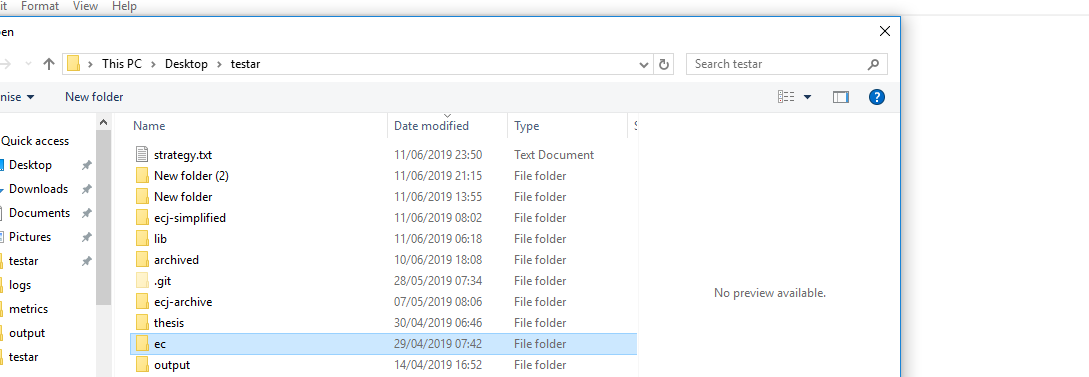 it Format View Help
pen
This PC > Desktop > testar
Search testar
nise New folder
Quick access
Desktop
Downloads
Documents
Pictures
testar
logs
metrics
output
testar
Name Date modified Type S
strategy.txt 11/06/2019 23:50 Text Document
New folder (2) 11/06/2019 21:15 File folder
New folder 11/06/2019 13:55 File folder
ecj-simplified 11/06/2019 08:02 File folder
lib 11/06/2019 06:18 File folder
archived 10/06/2019 18:08 File folder
.git 28/05/2019 07:34 File folder
ecj-archive 07/05/2019 08:06 File folder
thesis 30/04/2019 06:46 File folder
ec 29/04/2019 07:42 File folder
output 14/04/2019 16:52 File folder
No preview available.